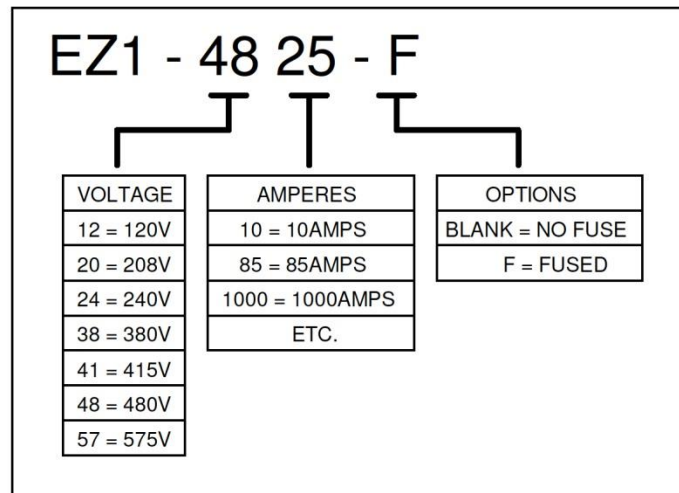 EZ1 - 48 25 - F
VOLTAGE
12 = 120V
20 = 208V
24 = 240V
38 = 380V
41 = 415V
48 = 480V
57 = 575V
AMPERES
10 = 10AMPS
85 = 85AMPS
1000 = 1000AMPS
ETC.
OPTIONS
BLANK = NO FUSE
F = FUSED